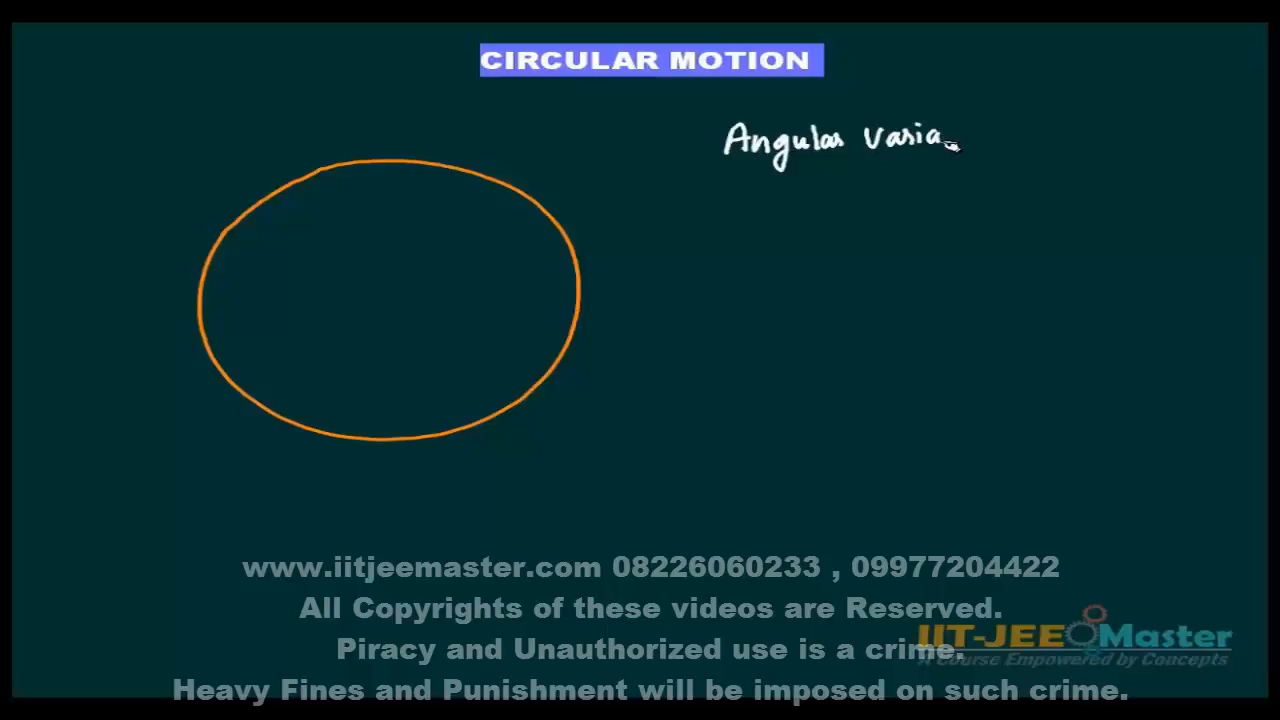 CIRCULAR MOTION
Angular Varia
www.iitjeemaster.com 08226060233 , 09977204422
All Copyrights of these videos are Reserved.
IIT-JEE Master
Piracy and Unauthorized use is a crime.
A Course Empowered by Concepts
Heavy Fines and Punishment will be imposed on such crime.